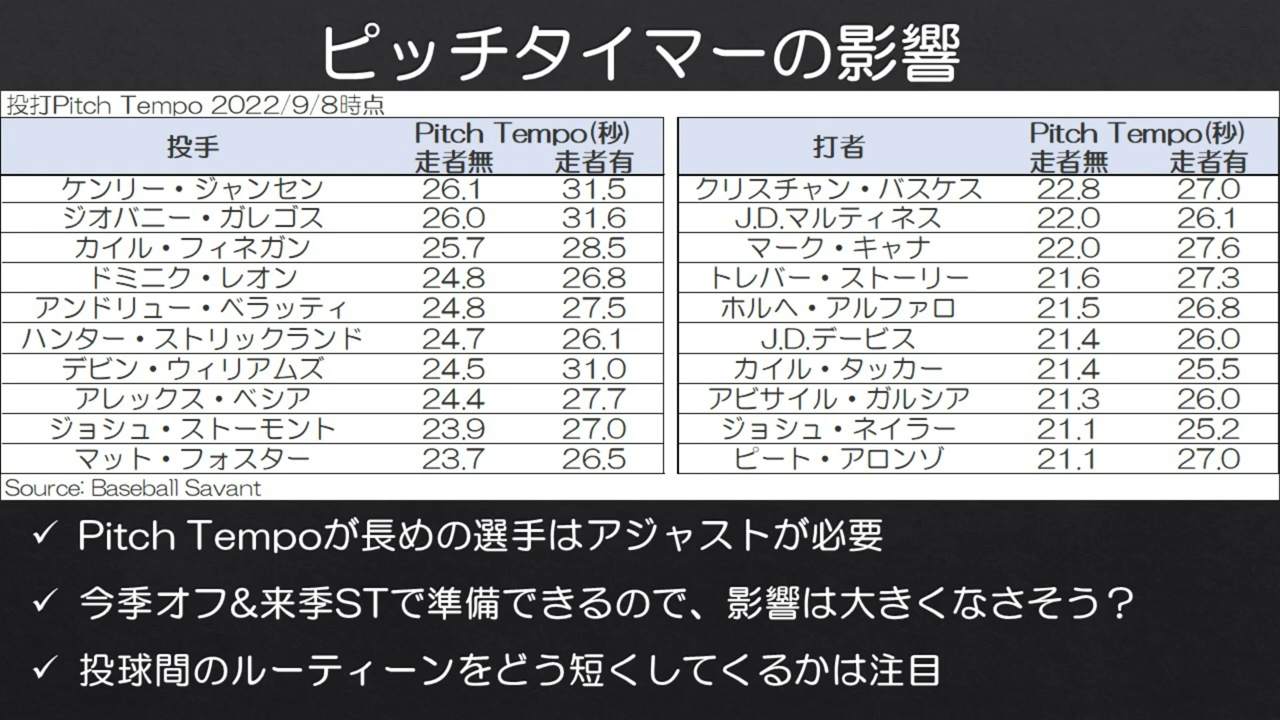 ピッチタイマーの影響
投打Pitch Tempo 2022/9/8時点
投手 Pitch Tempo(秒) 走者無 走者有
ケンリー・ジャンセン 26.1 31.5
ジオバニー・ガレゴス 26.0 31.6
カイル・フィネガン 25.7 28.5
ドミニク・レオン 24.8 26.8
アンドリュー・ベラッティ 24.8 27.5
ハンター・ストリックランド 24.7 26.1
デビン・ウィリアムズ 24.5 31.0
アレックス・ベシア 24.4 27.7
ジョシュ・ストーモント 23.9 27.0
マット・フォスター 23.7 26.5
打者 Pitch Tempo(秒) 走者無 走者有
クリスチャン・バスケス 22.8 27.0
J.D.マルティネス 22.0 26.1
マーク・キャナ 22.0 27.6
トレバー・ストーリー 21.6 27.3
ホルヘ・アルファロ 21.5 26.8
J.D.デービス 21.4 26.0
カイル・タッカー 21.4 25.5
アビサイル・ガルシア 21.3 26.0
ジョシュ・ネイラー 21.1 25.2
ピート・アロンゾ 21.1 27.0
Source: Baseball Savant
✓ Pitch Tempoが長めの選手はアジャストが必要
✓ 今季オフ&来季STで準備できるので、影響は大きくなさそう？
✓ 投球間のルーティーンをどう短くしてくるかは注目